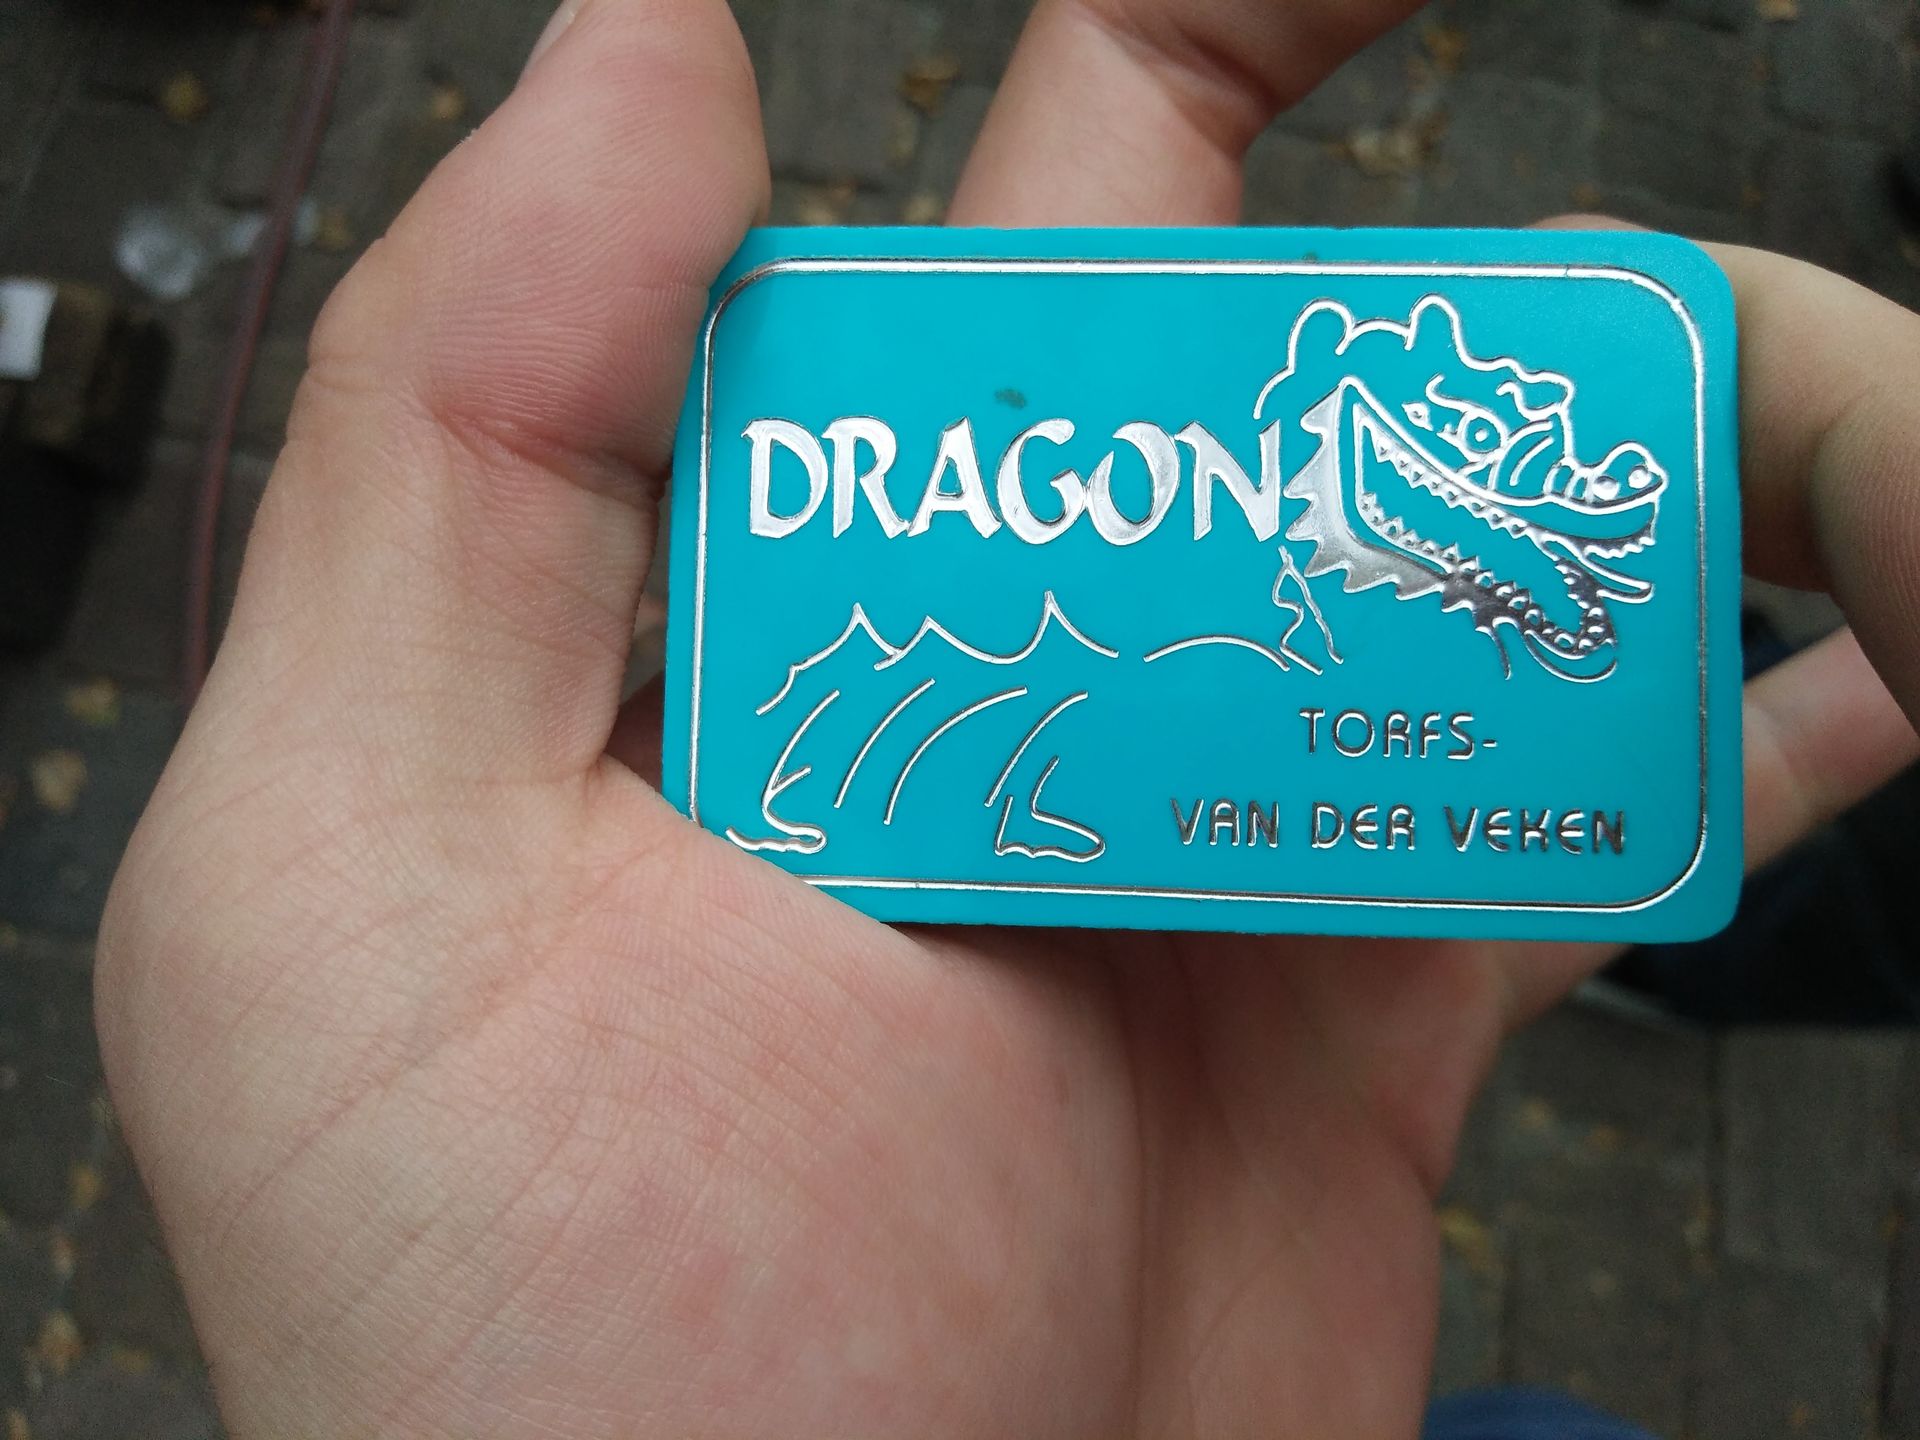 DRAGON
TORFS-
VAN DER VEKEN